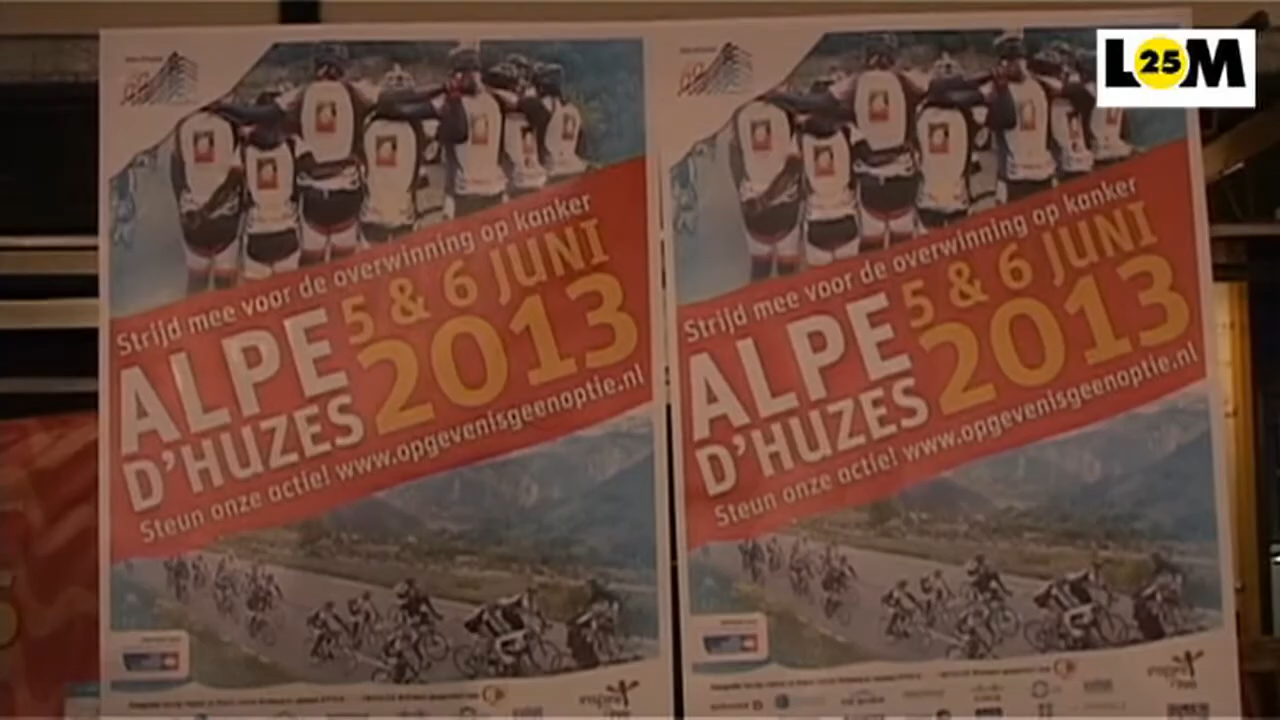 L25M
Strijd mee voor de overwinning op kanker
ALPE
D'HUZES
5 & 6 JUNI
2013
Steun onze actie! www.opgevenisgeenoptie.nl
Strijd mee voor de overwinning op kanker
ALPE
D'HUZES
5 & 6 JUNI
2013
Steun onze actie! www.opgevenisgeenoptie.nl